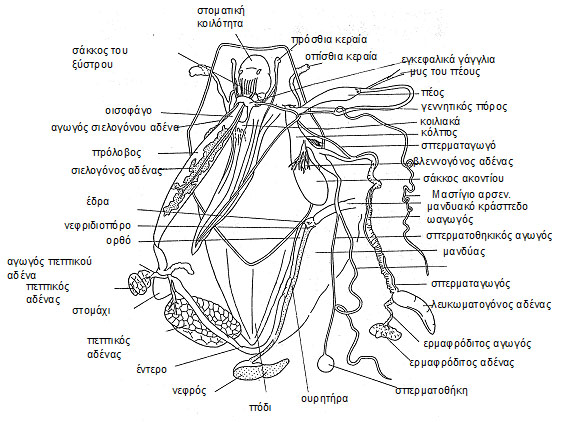 στοματική
κοιλότητα
πρόσθια κεραία
σάκκος του
ξύστρου
οπίσθια κεραία
εγκεφαλικά γάγγλια
μυς του πέους
πέος
γεννητικός πόρος
οισοφάγο
κοιλιακά
αγωγός σιελογόνου αδένα
κόλπος
σπερματαγωγό
πρόλοβος
βλεννογόνος αδένας
σιελογόνος αδένας
σάκκος ακοντίου
Μαστίγιο αρσεν.
έδρα
μανδυακό κράσπεδο
ωαγωγός
νεφριδιοπόρο
ορθό
σπερματοθηκικός αγωγός
μανδύας
αγωγός πεπτικού
αδένα
πεπτικός
αδένας
σπερματαγωγός
στομάχι
λευκωματογόνος αδένας
πεπτικός
αδένας
ερμαφρόδιτος αγωγός
έντερο
ερμαφρόδιτος αδένας
νεφρός
σπερματοθήκη
ουρητήρα
πόδι